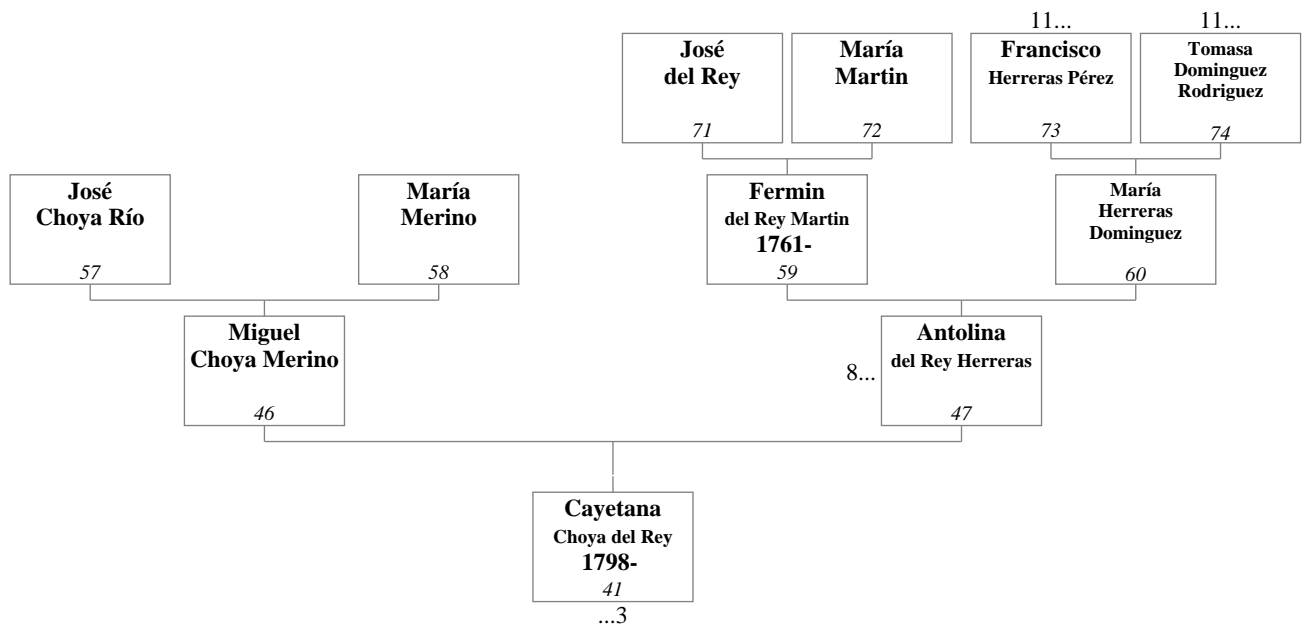 11...
11...
José
del Rey
71
María
Martin
72
Francisco
Herreras Pérez
73
Tomasa
Dominguez
Rodriguez
74
José
Choya Río
57
María
Merino
58
Fermin
del Rey Martin
1761-
59
María
Herreras
Dominguez
60
Miguel
Choya Merino
46
8...
Antolina
del Rey Herreras
47
Cayetana
Choya del Rey
1798-
41
...3